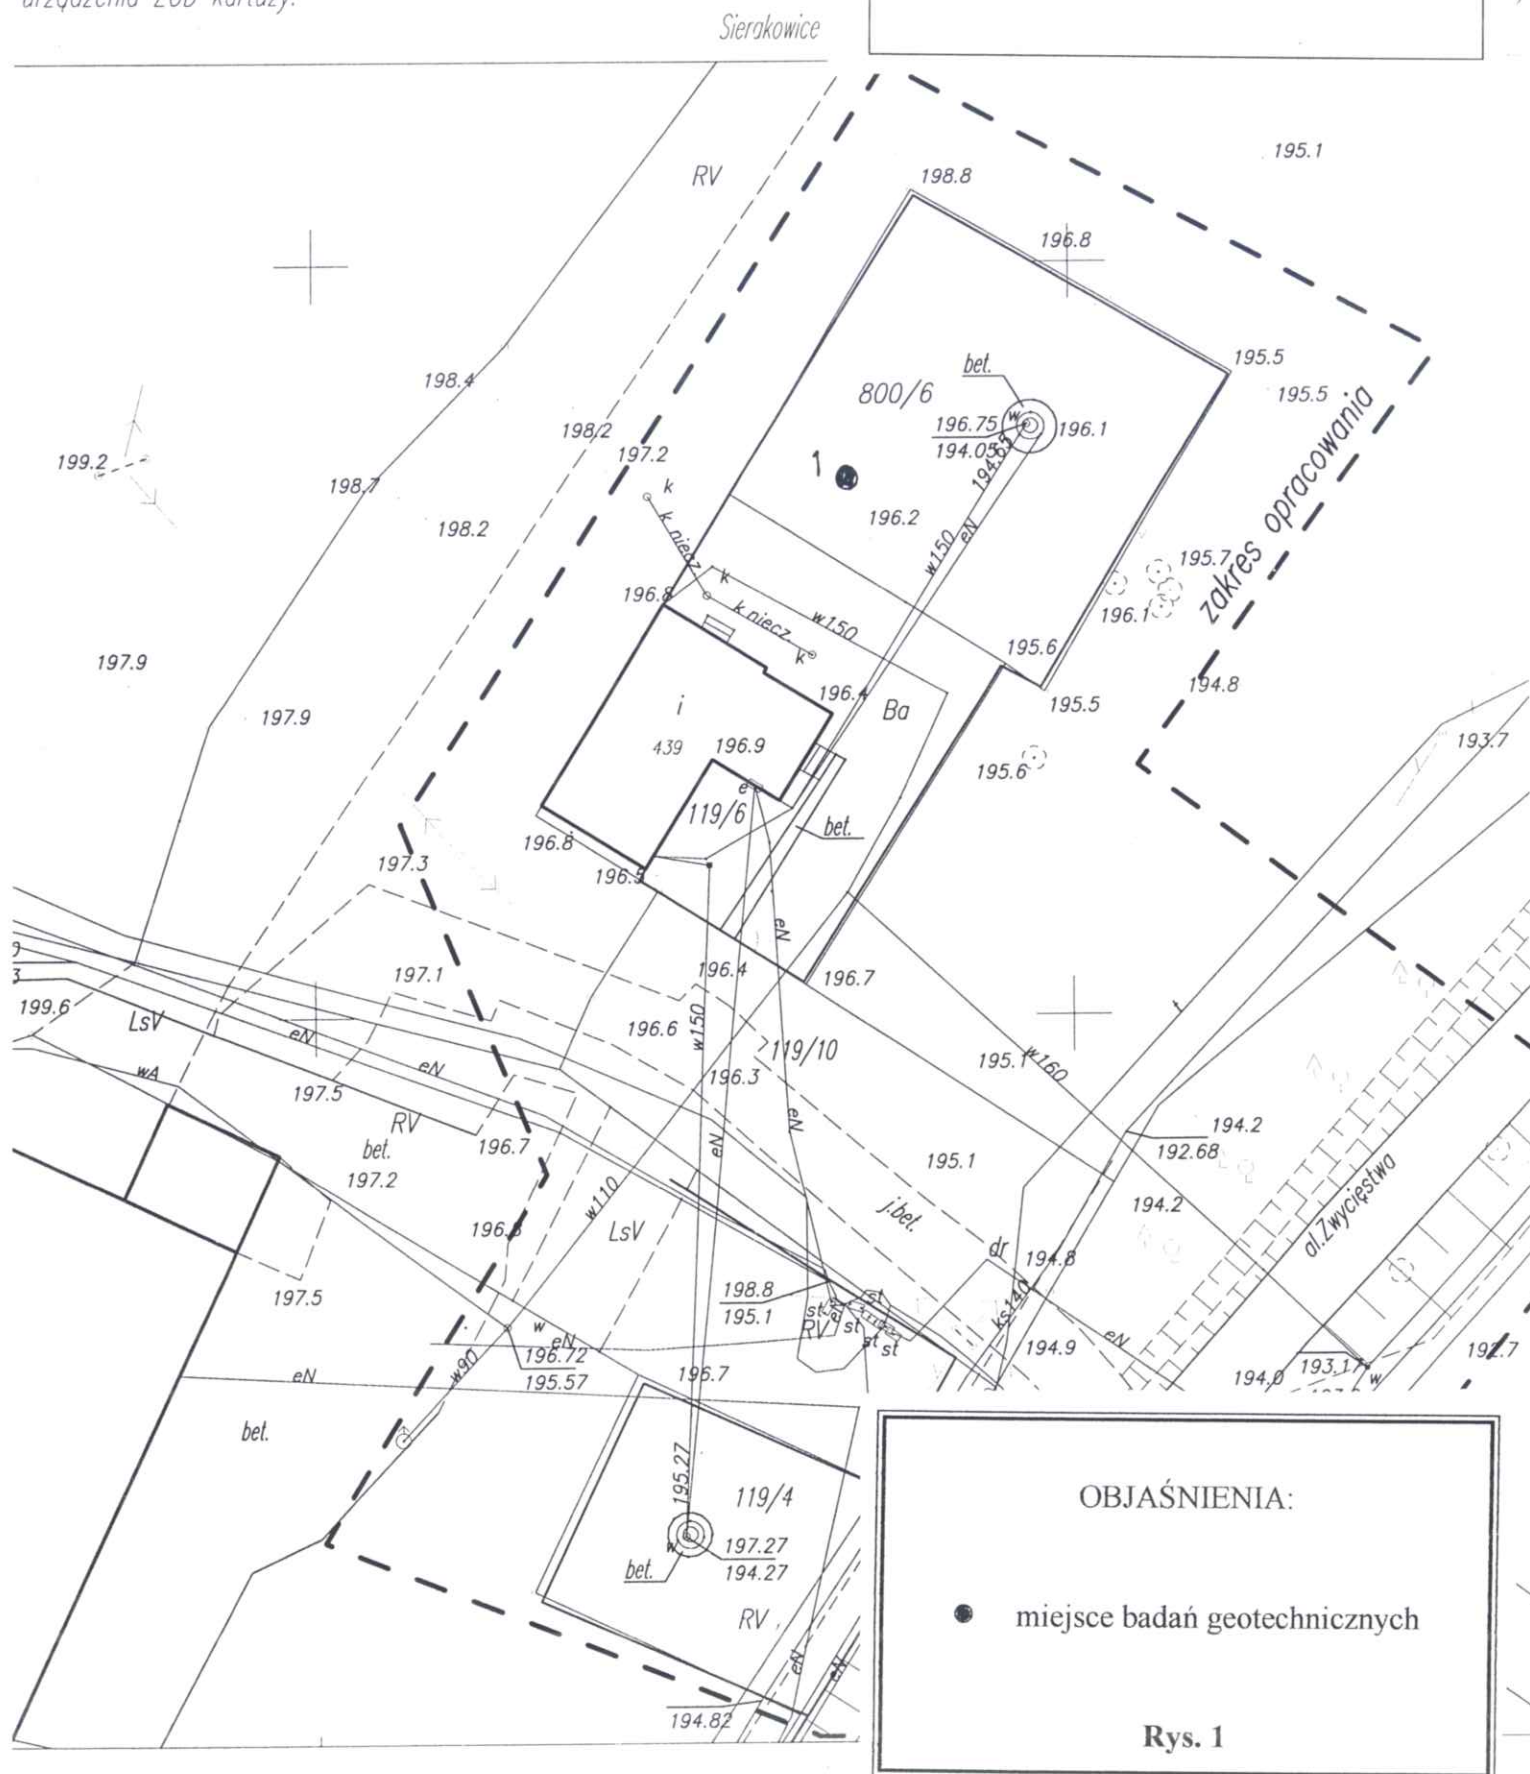 Sierakowice
RV
195.1
198.8
196.8
195.5
195.5
bet.
800/6
198.4
w
196.75
194.05
196.1
194.65
zakres opracowania
198.2
197.2
1
199.2
198.7
k
198.2
196.2
k niecz.
w150
eN
195.7
k
196.8
196.1
k niecz.
w150
k
195.6
197.9
194.8
196.4
i
Ba
195.5
197.9
439
196.9
193.7
195.6
e
119/6
bet.
196.8
197.3
196.5
eN
196.4
196.7
197.1
199.6
LsV
196.6
w150
119/10
eN
eN
195.1
w160
t
wA
197.5
196.3
RV
eN
194.2
bet.
196.7
eN
192.68
197.2
195.1
w110
194.2
j.bet.
al.Zwycięstwa
LsV
dr
194.8
197.5
198.8
195.1
st
st
RV
st
st
st
ks140
eN
194.9
w
eN
196.72
195.57
w90
196.7
eN
194.0
193.17
w
192.7
bet.
195.27
119/4
w
197.27
194.27
bet.
RV
eN
eN
194.82
OBJAŚNIENIA:
miejsce badań geotechnicznych
Rys. 1